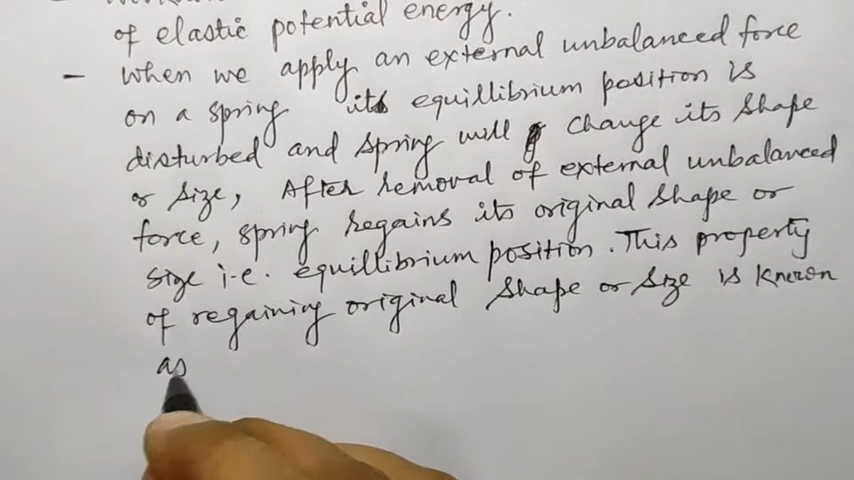 of elastic potential energy.
- When we apply an external unbalanced force
on a spring its equillibrium position is
disturbed and spring will change its shape
or size, After removal of external unbalanced
force, spring regains its original shape or
size i.e. equillibrium position. This property
of regaining original shape or size is known
as